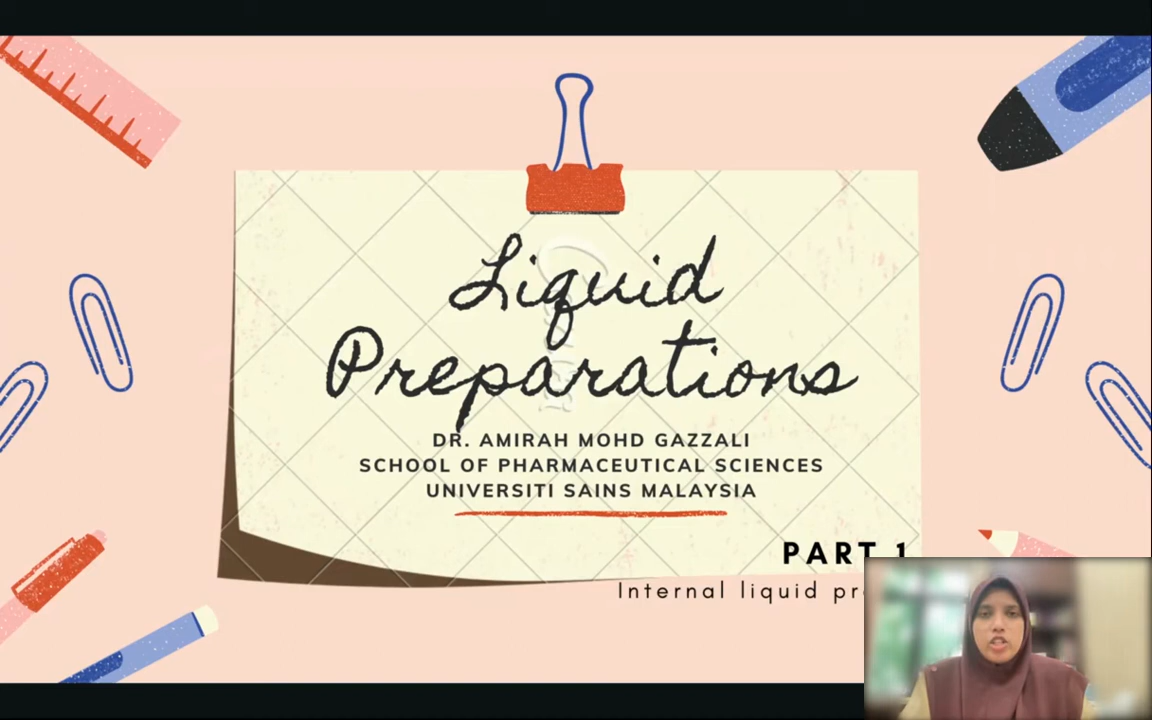 Liquid
Preparations
DR. AMIRAH MOHD GAZZALI
SCHOOL OF PHARMACEUTICAL SCIENCES
UNIVERSITI SAINS MALAYSIA
PART 1
Internal liquid